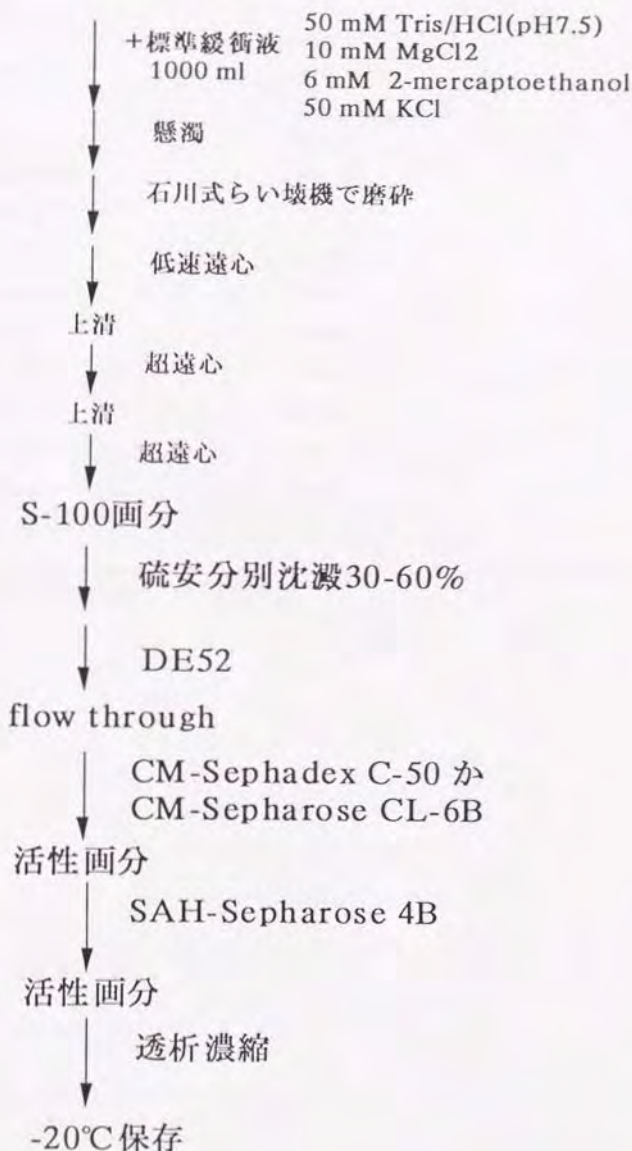 +標準緩衝液
1000 ml
50 mM Tris/HCl(pH7.5)
10 mM MgCl2
6 mM 2-mercaptoethanol
50 mM KCl
懸濁
石川式らい壊機で磨砕
低速遠心
上清
超遠心
上清
超遠心
S-100画分
硫安分別沈澱30-60%
DE52
flow through
CM-Sephadex C-50 か
CM-Sepharose CL-6B
活性画分
SAH-Sepharose 4B
活性画分
透析濃縮
-20℃保存